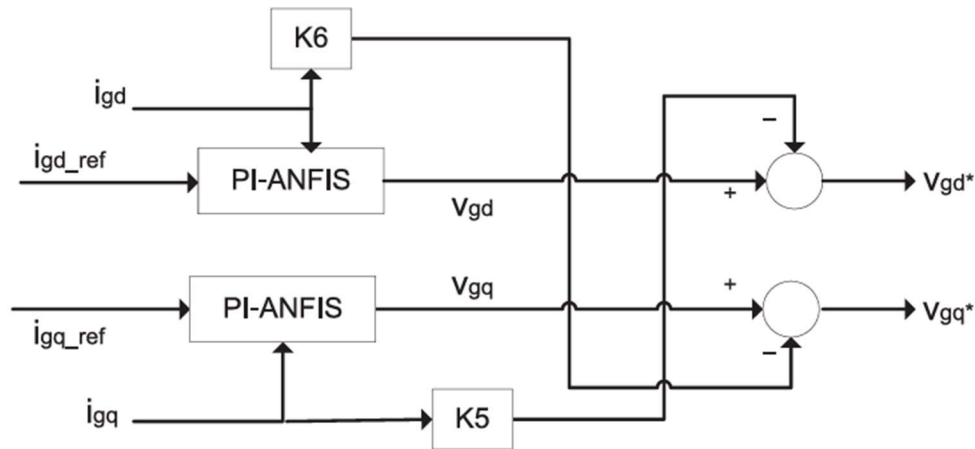 K6
igd
−
igd_ref
PI-ANFIS
vgd
+
vgd*
PI-ANFIS
vgq
+
vgq*
igq_ref
−
igq
K5